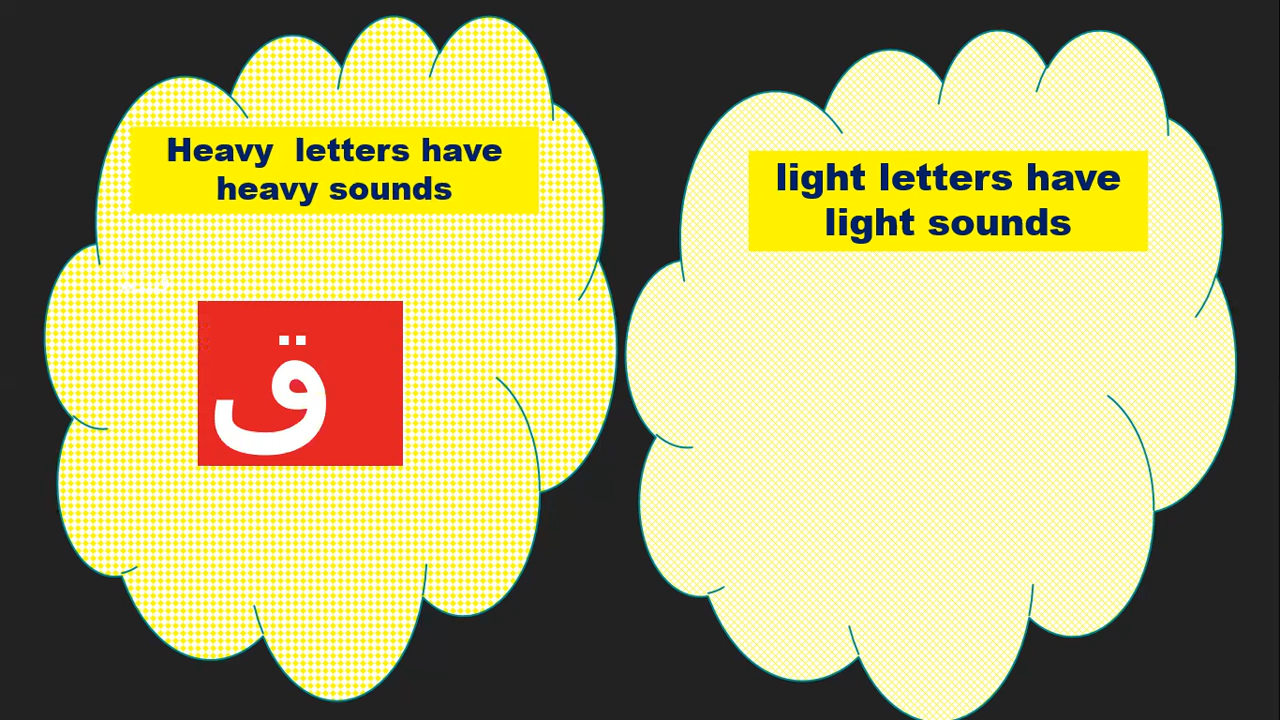 Heavy letters have
heavy sounds
ق
light letters have
light sounds